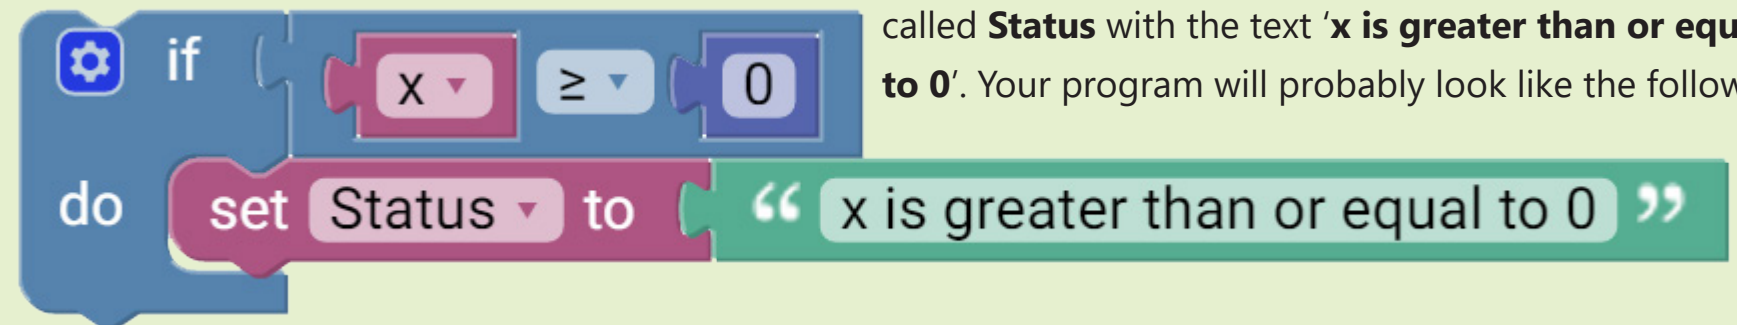 called Status with the text ‘x is greater than or equ
to 0’. Your program will probably look like the follow
if x ≥ 0
do set Status to “ x is greater than or equal to 0 ”